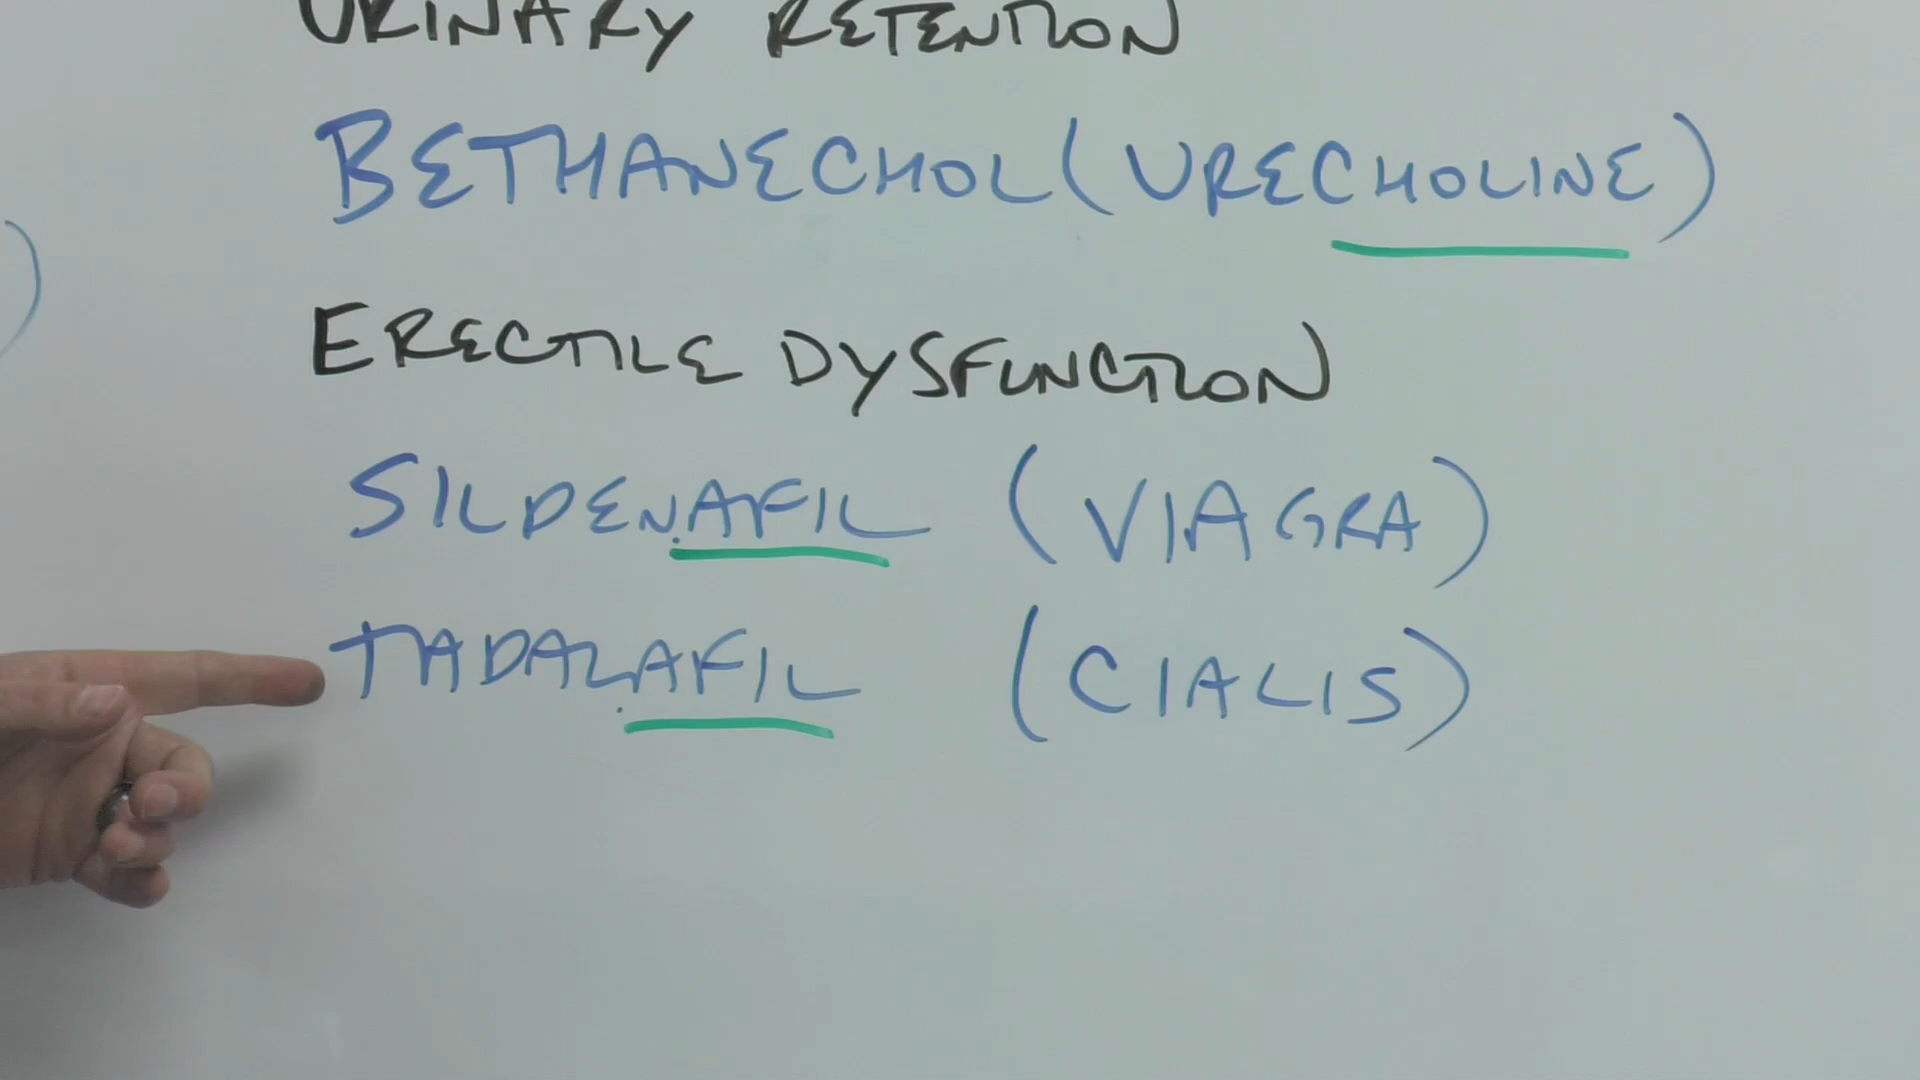 URINARY RETENTION
BETHANECHOL (URECHOLINE)
ERECTILE DYSFUNCTION
SILDENAFIL (VIAGRA)
TADALAFIL (CIALIS)